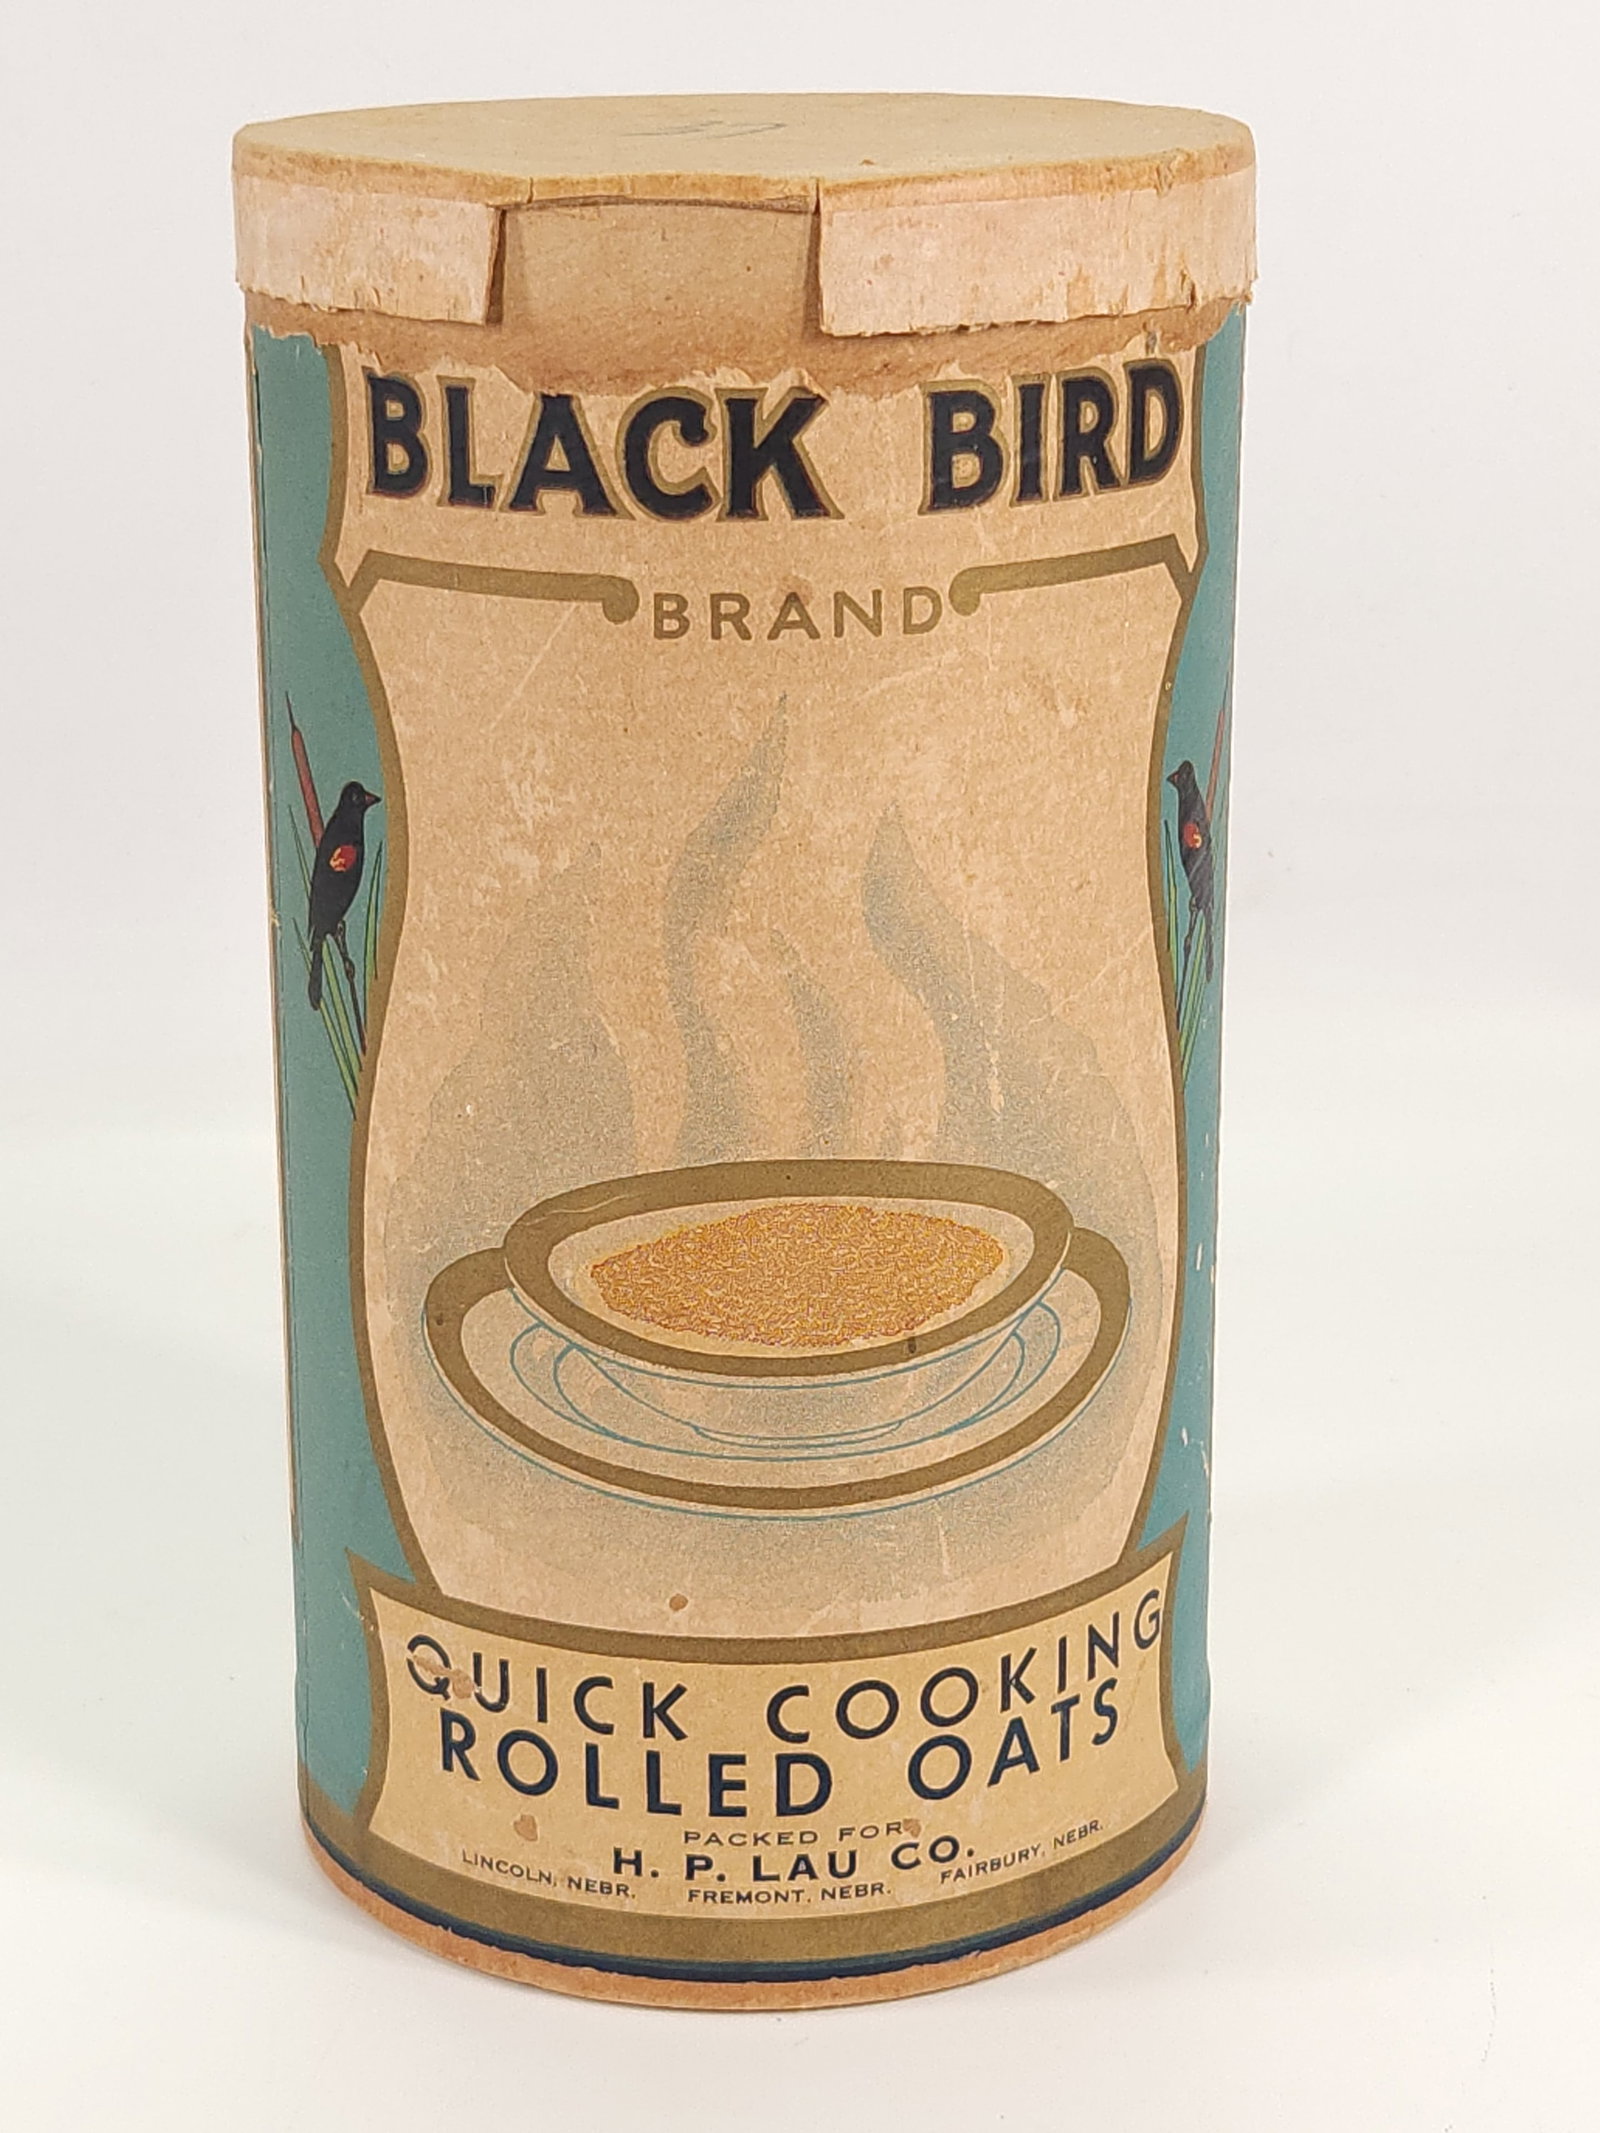 BLACK BIRD
BRAND
QUICK COOKING
ROLLED OATS
PACKED FOR
H. P. LAU CO.
LINCOLN, NEBR. FREMONT, NEBR. FAIRBURY, NEBR.